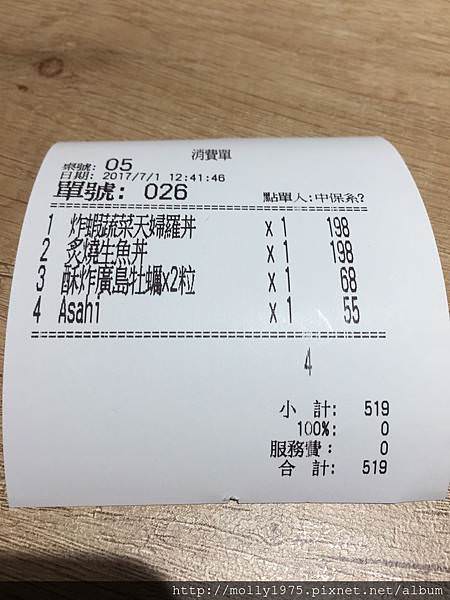 消費單
桌號: 05
日期: 2017/7/1 12:41:46
單號: 026 點單人:中保系?
1 炸蝦蔬菜天婦羅丼 x 1 198
2 炙燒生魚丼 x 1 198
3 酥炸廣島牡蠣x2粒 x 1 68
4 Asahi x 1 55
4
小 計: 519
100%: 0
服務費: 0
合 計: 519
http://molly1975.pixnet.net/album